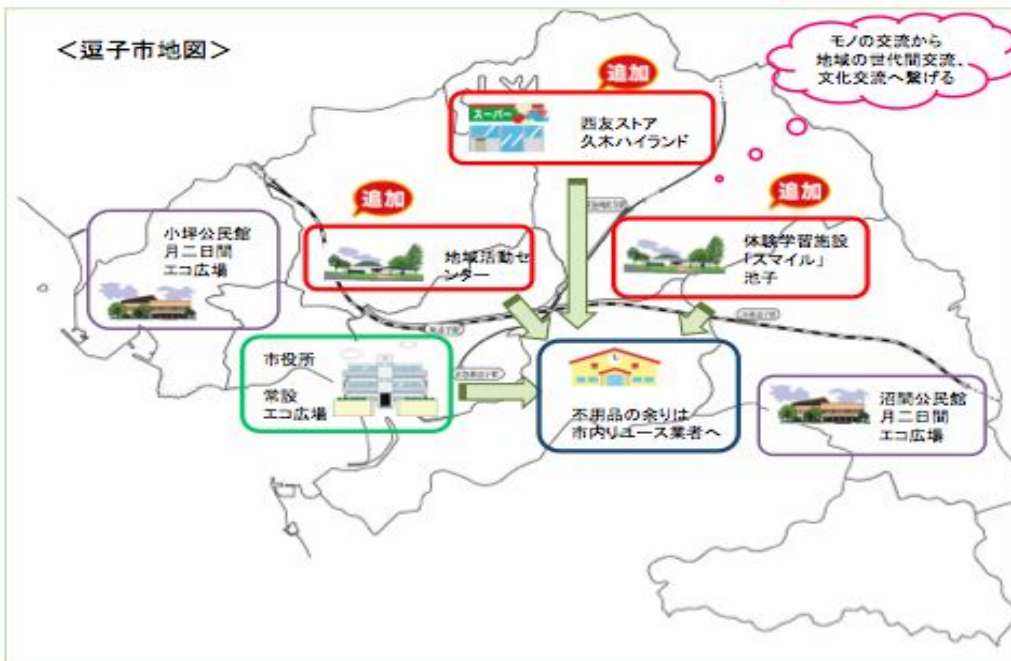 <逗子市地図>
モノの交流から
地域の世代間交流、
文化交流へ繋げる
追加
スーパー
西友ストア
久木ハイランド
追加
地域活動セ
ンター
追加
体験学習施設
「スマイル」
池子
小坪公民館
月二日間
エコ広場
市役所
常設
エコ広場
不用品の余りは
市内リユース業者へ
沼間公民館
月二日間
エコ広場